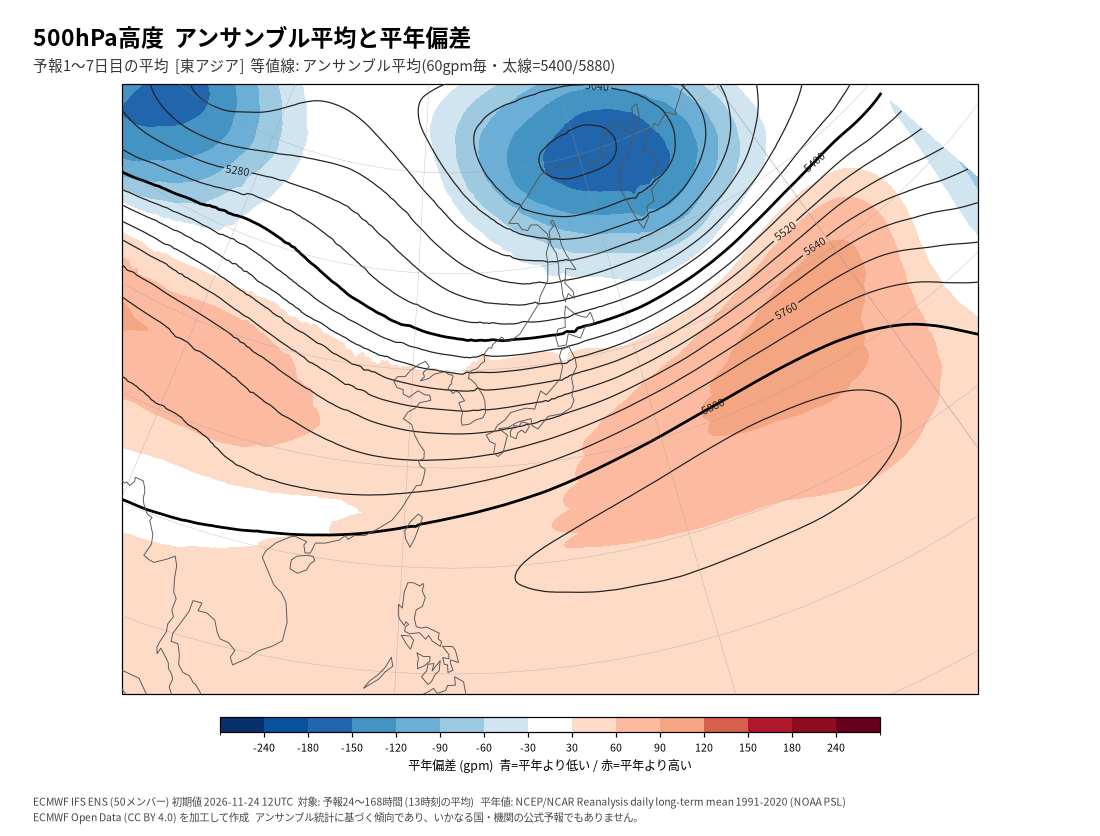 500hPa高度 アンサンブル平均と平年偏差
予報1〜7日目の平均 [東アジア] 等値線: アンサンブル平均(60gpm毎・太線=5400/5880)
5040
5280
5400
5520
5640
5760
5880
-240 -180 -150 -120 -90 -60 -30 30 60 90 120 150 180 240
平年偏差 (gpm) 青=平年より低い / 赤=平年より高い
ECMWF IFS ENS (50メンバー) 初期値 2026-11-24 12UTC 対象: 予報24〜168時間 (13時刻の平均) 平年値: NCEP/NCAR Reanalysis daily long-term mean 1991-2020 (NOAA PSL)
ECMWF Open Data (CC BY 4.0) を加工して作成 アンサンブル統計に基づく傾向であり、いかなる国・機関の公式予報でもありません。